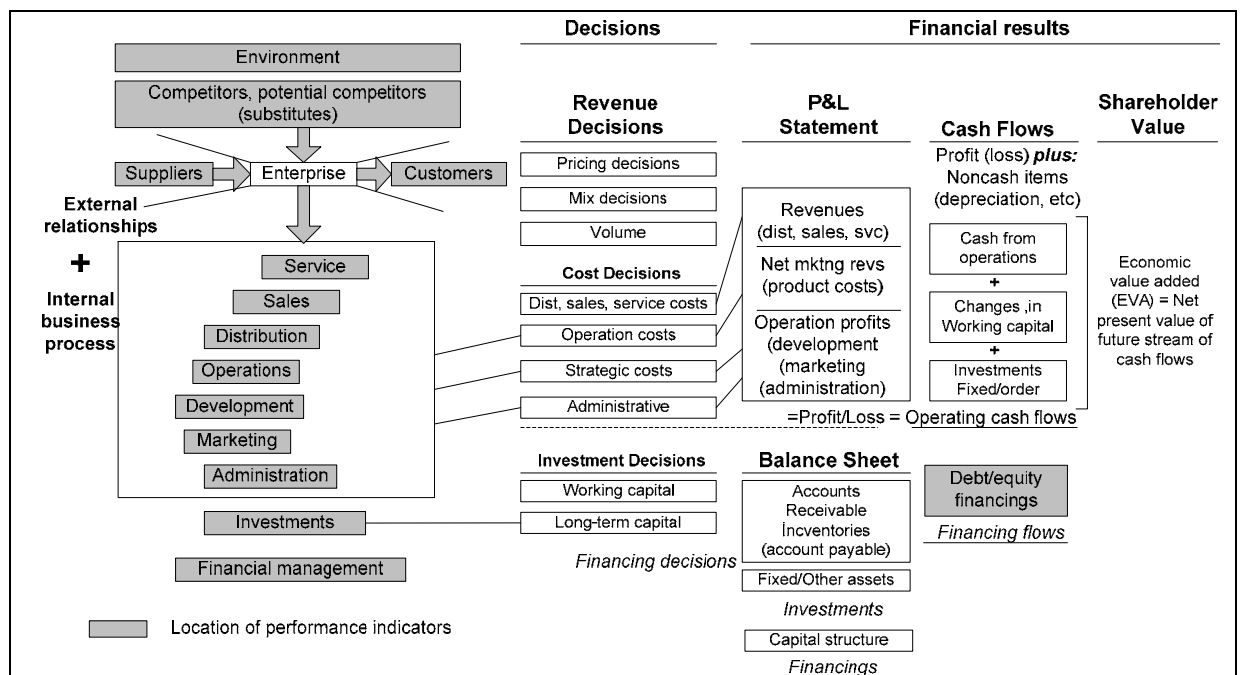 Decisions
Financial results
Environment
Competitors, potential competitors
(substitutes)
Suppliers
Enterprise
Customers
External
relationships
+
Internal
business
process
Service
Sales
Distribution
Operations
Development
Marketing
Administration
Investments
Financial management
Location of performance indicators
Revenue
Decisions
Pricing decisions
Mix decisions
Volume
Cost Decisions
Dist, sales, service costs
Operation costs
Strategic costs
Administrative
Investment Decisions
Working capital
Long-term capital
Financing decisions
P&L
Statement
Revenues
(dist, sales, svc)
Net mktng revs
(product costs)
Operation profits
(development
(marketing
(administration)
=Profit/Loss = Operating cash flows
Balance Sheet
Accounts
Receivable
Incventories
(account payable)
Fixed/Other assets
Investments
Capital structure
Financings
Cash Flows
Profit (loss) plus:
Noncash items
(depreciation, etc)
Cash from
operations
+
Changes ,in
Working capital
+
Investments
Fixed/order
Debt/equity
financings
Financing flows
Shareholder
Value
Economic
value added
(EVA) = Net
present value of
future stream of
cash flows